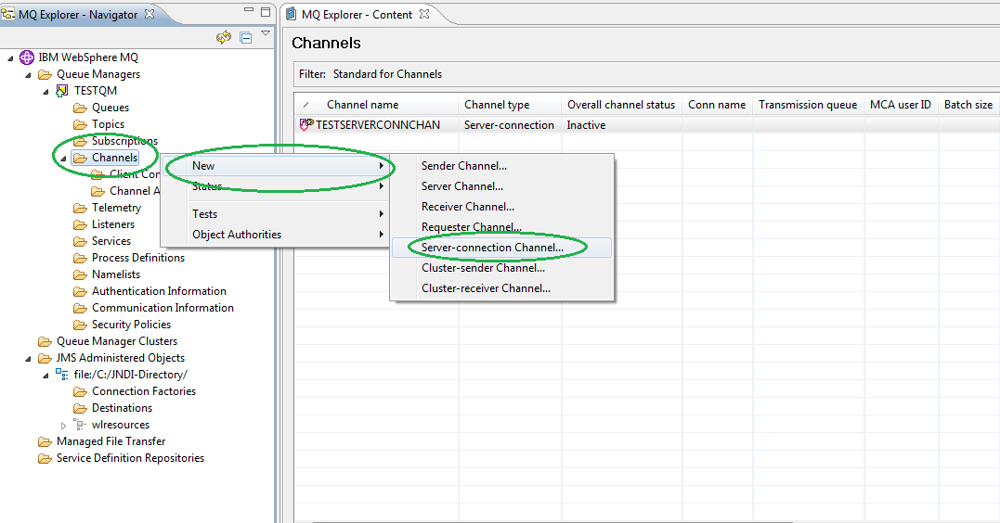 MQ Explorer - Navigator
IBM WebSphere MQ
Queue Managers
TESTQM
Queues
Topics
Subscriptions
Channels
Client Con
Channel A
Telemetry
Listeners
Services
Process Definitions
Namelists
Authentication Information
Communication Information
Security Policies
Queue Manager Clusters
JMS Administered Objects
file:/C:/JNDI-Directory/
Connection Factories
Destinations
wlresources
Managed File Transfer
Service Definition Repositories
New
Status
Tests
Object Authorities
Sender Channel...
Server Channel...
Receiver Channel...
Requester Channel...
Server-connection Channel...
Cluster-sender Channel...
Cluster-receiver Channel...
MQ Explorer - Content
Channels
Filter: Standard for Channels
Channel name Channel type Overall channel status Conn name Transmission queue MCA user ID Batch size
TESTSERVERCONNCHAN Server-connection Inactive